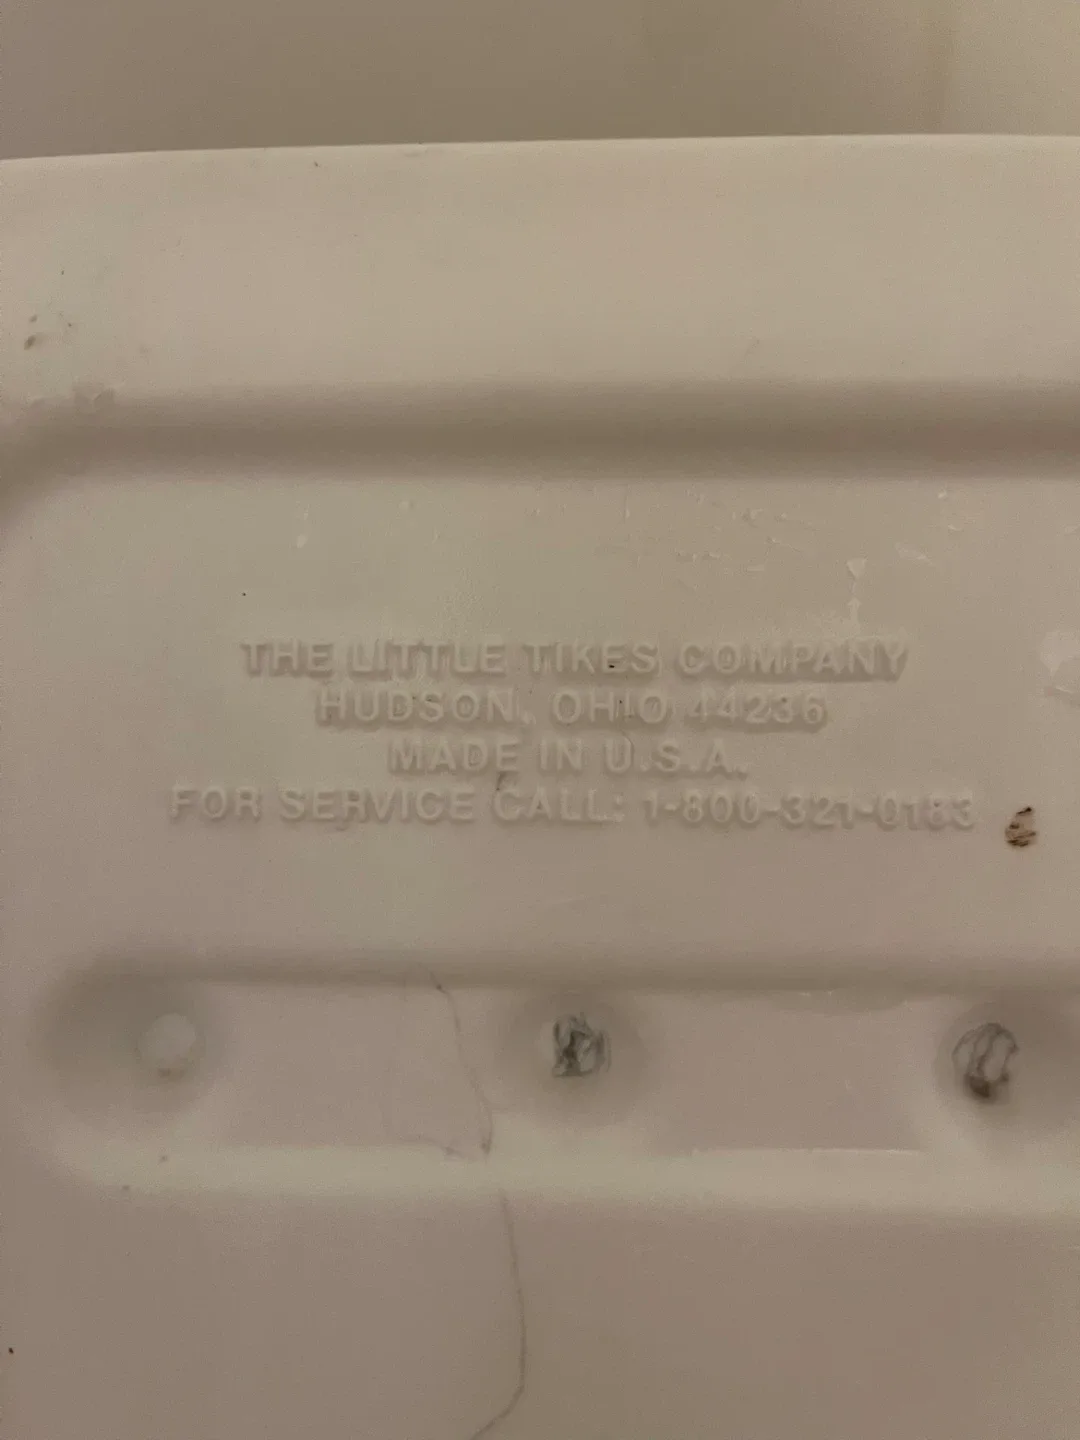 THE LITTLE TIKES COMPANY
HUDSON, OHIO 44236
MADE IN U.S.A.
FOR SERVICE CALL: 1-800-321-0183